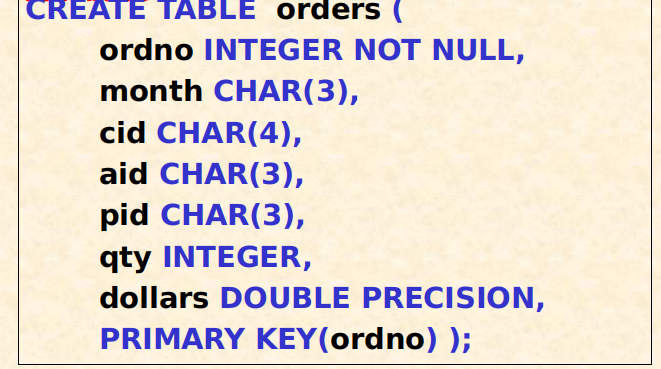 CREATE TABLE orders (
ordno INTEGER NOT NULL,
month CHAR(3),
cid CHAR(4),
aid CHAR(3),
pid CHAR(3),
qty INTEGER,
dollars DOUBLE PRECISION,
PRIMARY KEY(ordno) );